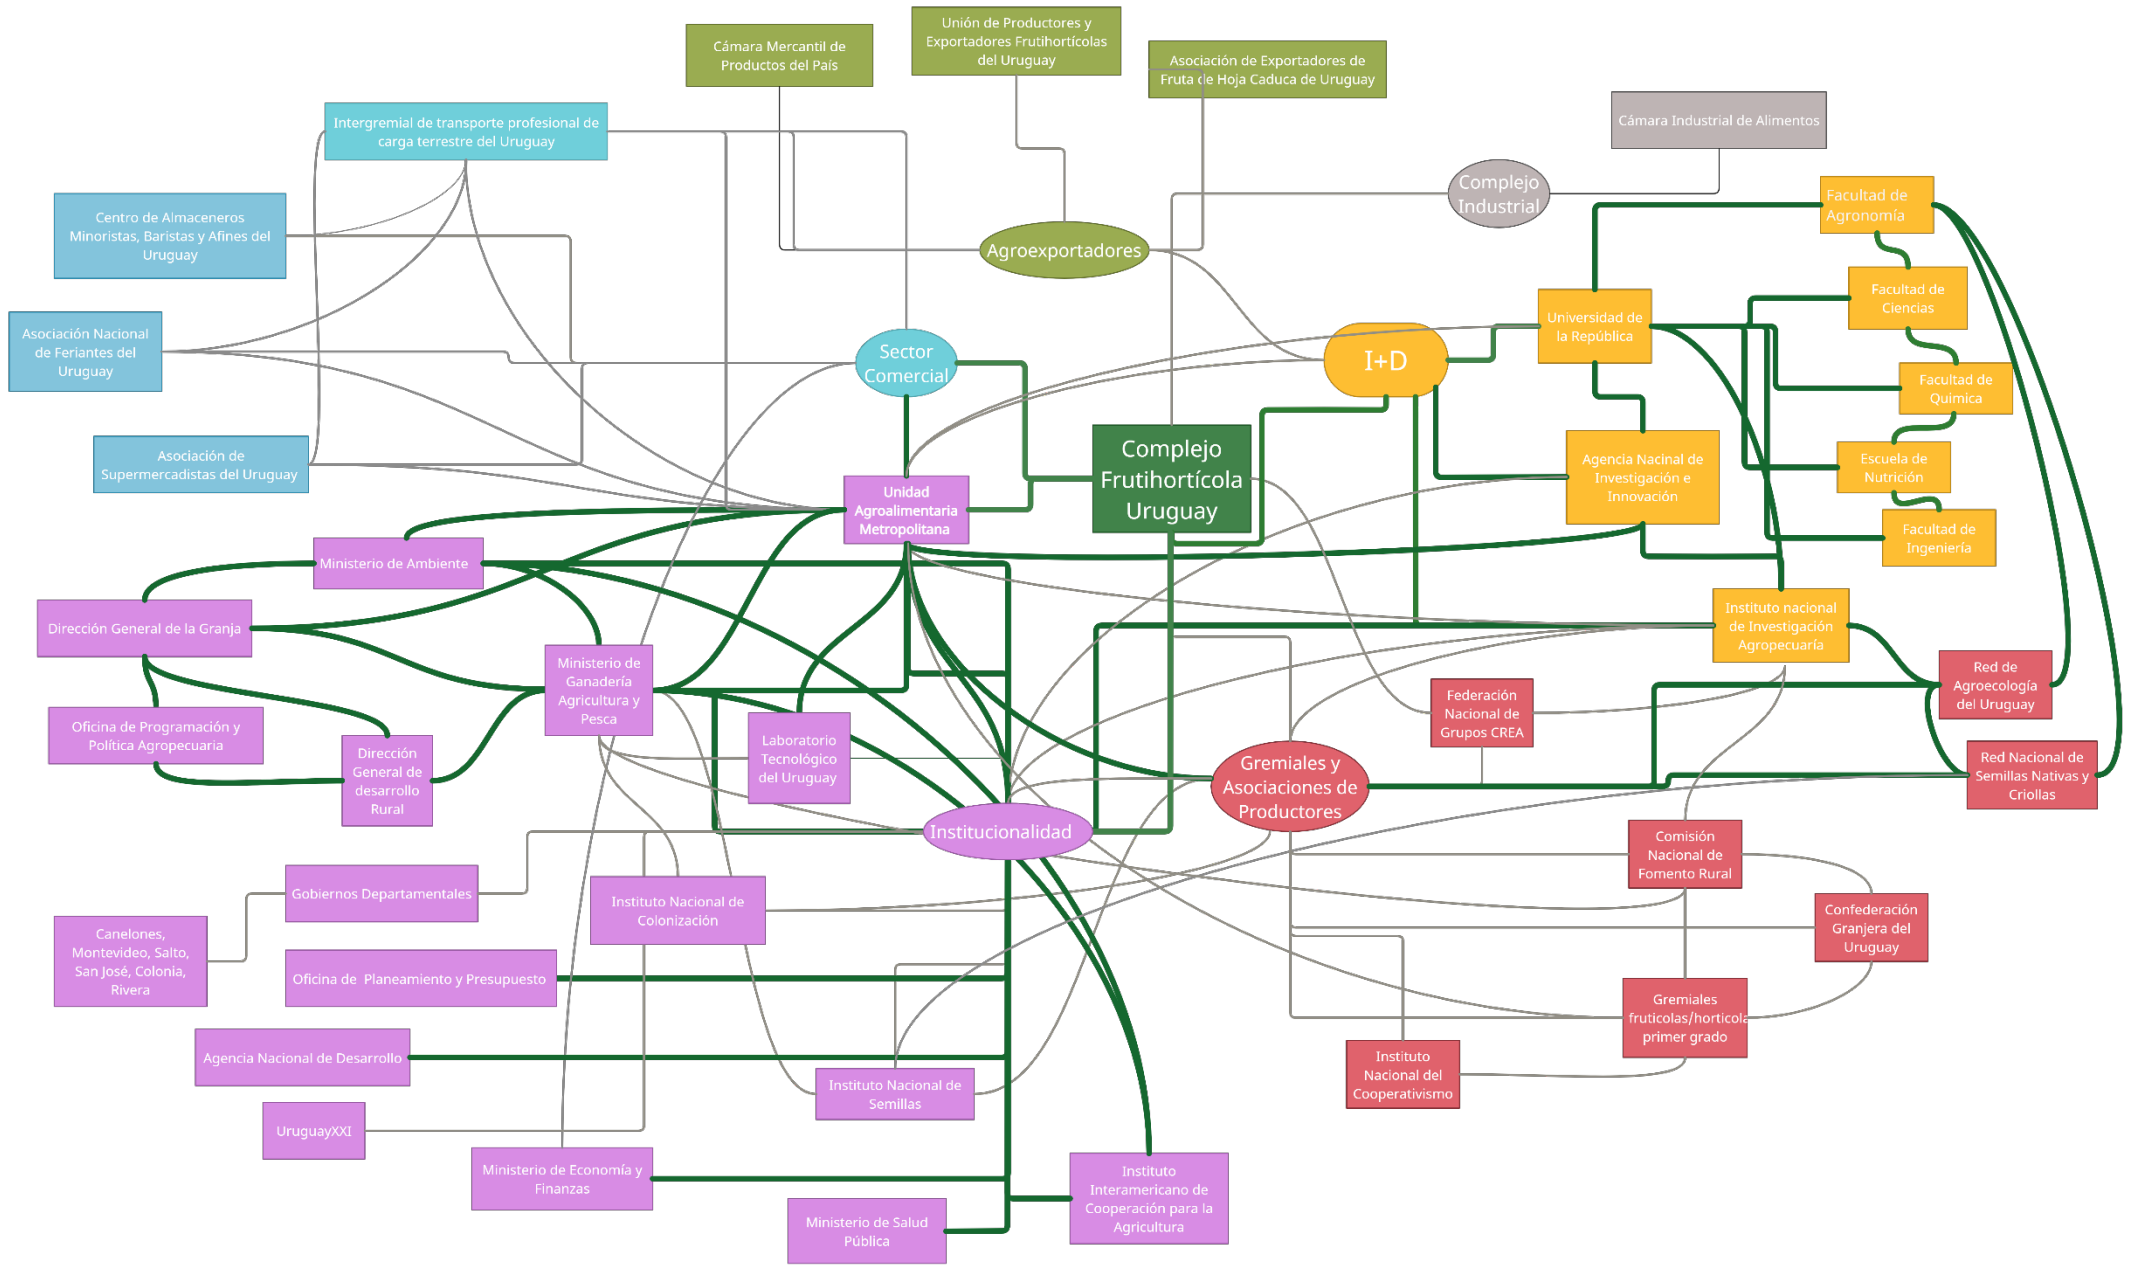 Cámara Mercantil de
Productos del País
Unión de Productores y
Exportadores Frutihortícolas
del Uruguay
Asociación de Exportadores de
Fruta de Hoja Caduca de Uruguay
Intergremial de transporte profesional de
carga terrestre del Uruguay
Cámara Industrial de Alimentos
Complejo
Industrial
Centro de Almaceneros
Minoristas, Baristas y Afines del
Uruguay
Agroexportadores
Facultad de
Agronomía
Facultad de
Ciencias
Asociación Nacional
de Feriantes del
Uruguay
Sector
Comercial
I+D
Universidad de
la República
Facultad de
Quimica
Asociación de
Supermercadistas del Uruguay
Complejo
Frutihortícola
Uruguay
Agencia Nacinal de
Investigación e
Innovación
Escuela de
Nutrición
Unidad
Agroalimentaria
Metropolitana
Facultad de
Ingeniería
Ministerio de Ambiente
Dirección General de la Granja
Instituto nacional
de Investigación
Agropecuaría
Ministerio de
Ganadería
Agricultura y
Pesca
Red de
Agroecología
del Uruguay
Federación
Nacional de
Grupos CREA
Oficina de Programación y
Política Agropecuaria
Dirección
General de
desarrollo
Rural
Laboratorio
Tecnológico
del Uruguay
Gremiales y
Asociaciones de
Productores
Red Nacional de
Semillas Nativas y
Criollas
Institucionalidad
Comisión
Nacional de
Fomento Rural
Gobiernos Departamentales
Instituto Nacional de
Colonización
Confederación
Granjera del
Uruguay
Canelones,
Montevideo, Salto,
San José, Colonia,
Rivera
Oficina de  Planeamiento y Presupuesto
Gremiales
fruticolas/horticola
primer grado
Agencia Nacional de Desarrollo
Instituto Nacional de
Semillas
Instituto
Nacional del
Cooperativismo
UruguayXXI
Ministerio de Economía y
Finanzas
Instituto
Interamericano de
Cooperación para la
Agricultura
Ministerio de Salud
Pública